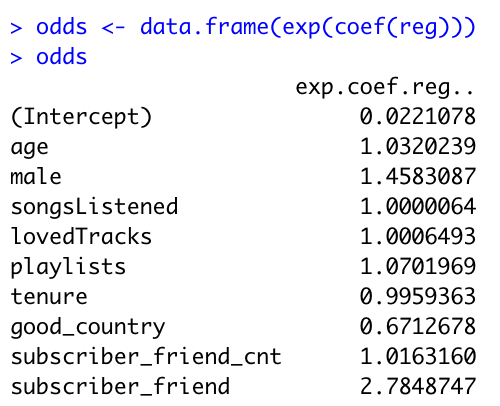 > odds <- data.frame(exp(coef(reg)))
> odds
exp.coef.reg..
(Intercept) 0.0221078
age 1.0320239
male 1.4583087
songsListened 1.0000064
lovedTracks 1.0006493
playlists 1.0701969
tenure 0.9959363
good_country 0.6712678
subscriber_friend_cnt 1.0163160
subscriber_friend 2.7848747